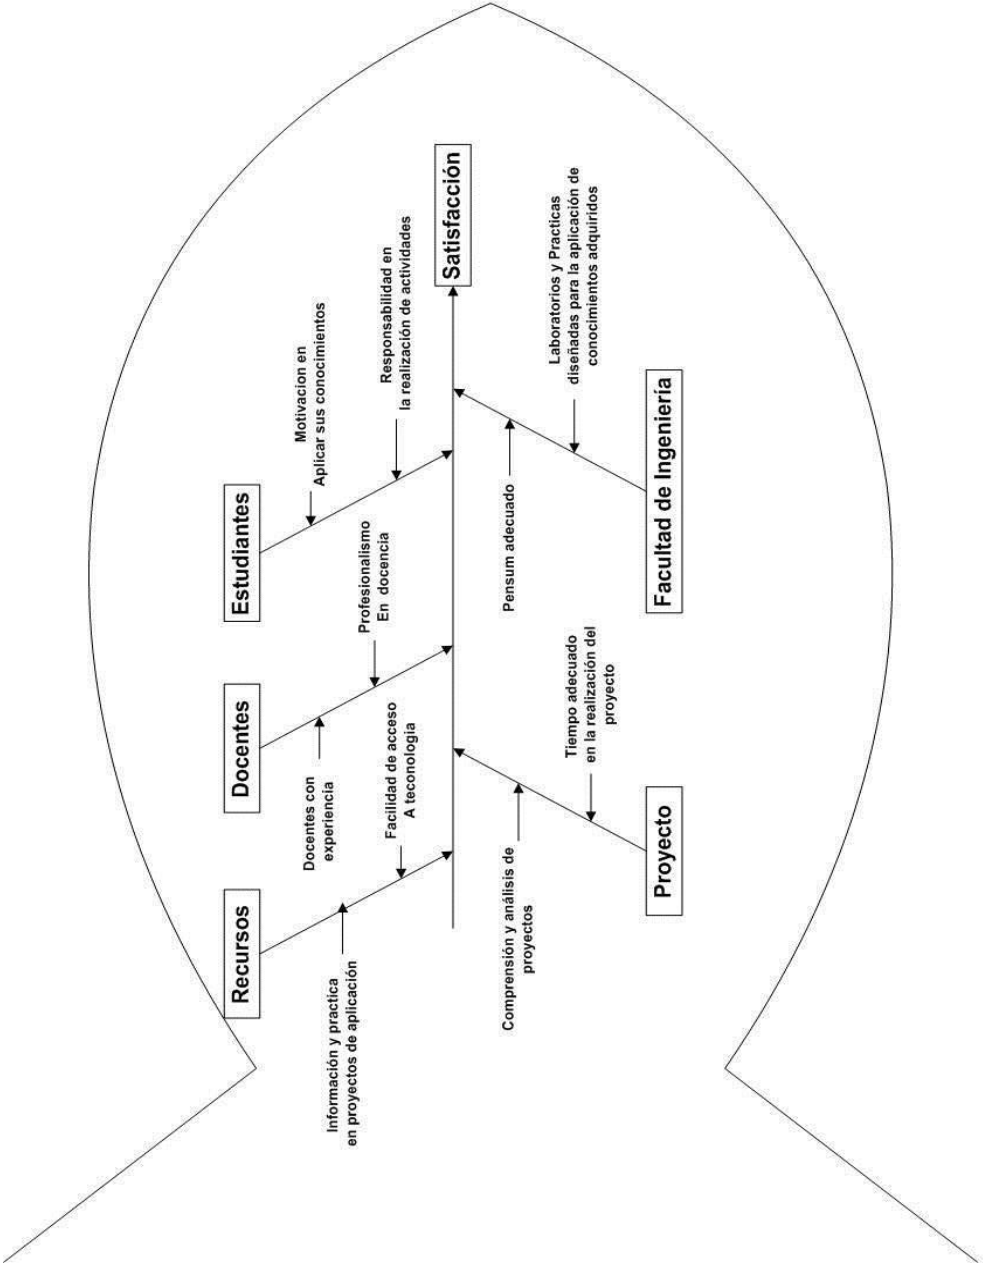 Recursos
Docentes
Estudiantes
Información y practica
en proyectos de aplicación
Facilidad de acceso
A teconologia
Docentes con
experiencia
Profesionalismo
En docencia
Motivacion en
Aplicar sus conocimientos
Responsabilidad en
la realización de actividades
Satisfacción
Comprensión y análisis de
proyectos
Tiempo adecuado
en la realización del
proyecto
Pensum adecuado
Laboratorios y Practicas
diseñadas para la aplicación de
conocimientos adquiridos
Proyecto
Facultad de Ingeniería